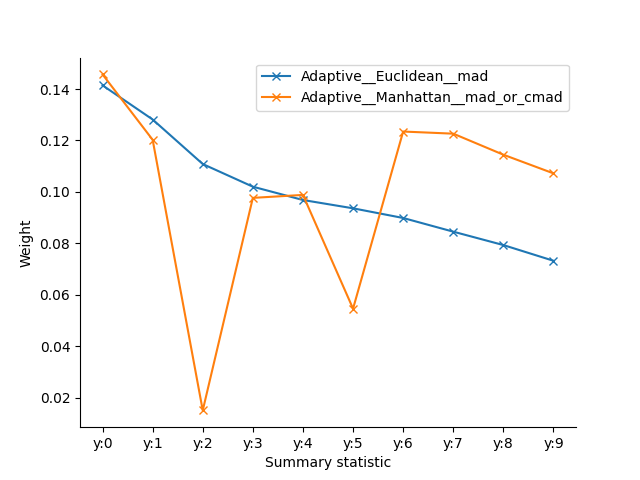 Adaptive__Euclidean__mad
Adaptive__Manhattan__mad_or_cmad
0.14
0.12
0.10
0.08
0.06
0.04
0.02
Weight
y:0 y:1 y:2 y:3 y:4 y:5 y:6 y:7 y:8 y:9
Summary statistic